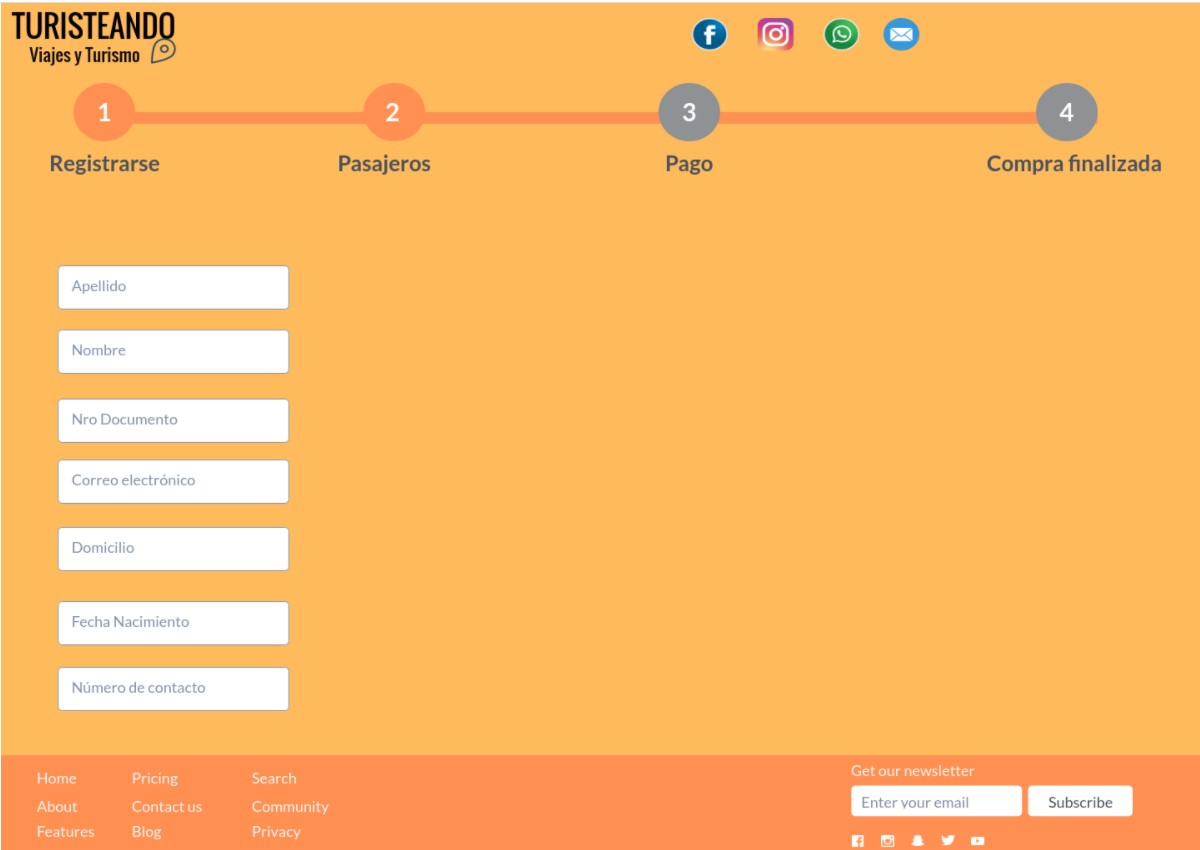 TURISTEANDO
Viajes y Turismo
1 2 3 4
Registrarse Pasajeros Pago Compra finalizada
Apellido
Nombre
Nro Documento
Correo electrónico
Domicilio
Fecha Nacimiento
Número de contacto
Home Pricing Search
About Contact us Community
Features Blog Privacy
Get our newsletter
Enter your email Subscribe